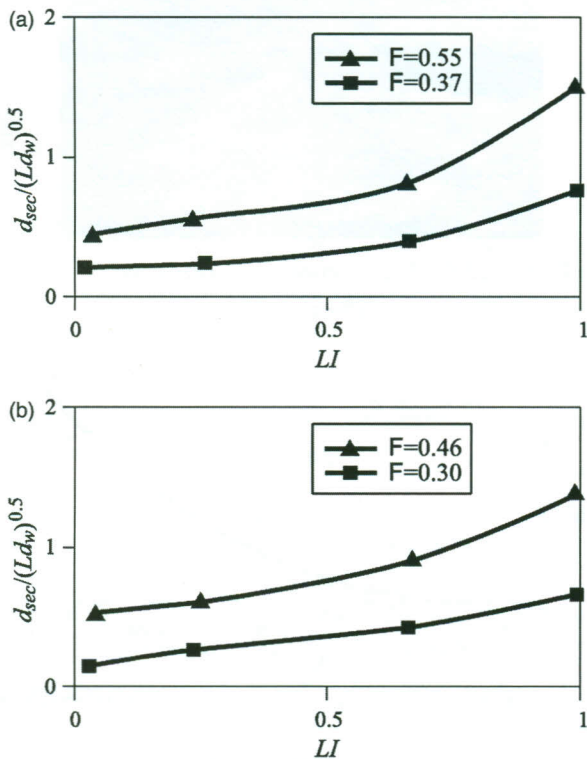 (a)
2
F=0.55
F=0.37
d_sec/(Ld_w)^0.5
1
0
0
0.5
1
LI
(b)
2
F=0.46
F=0.30
d_sec/(Ld_w)^0.5
1
0
0
0.5
1
LI